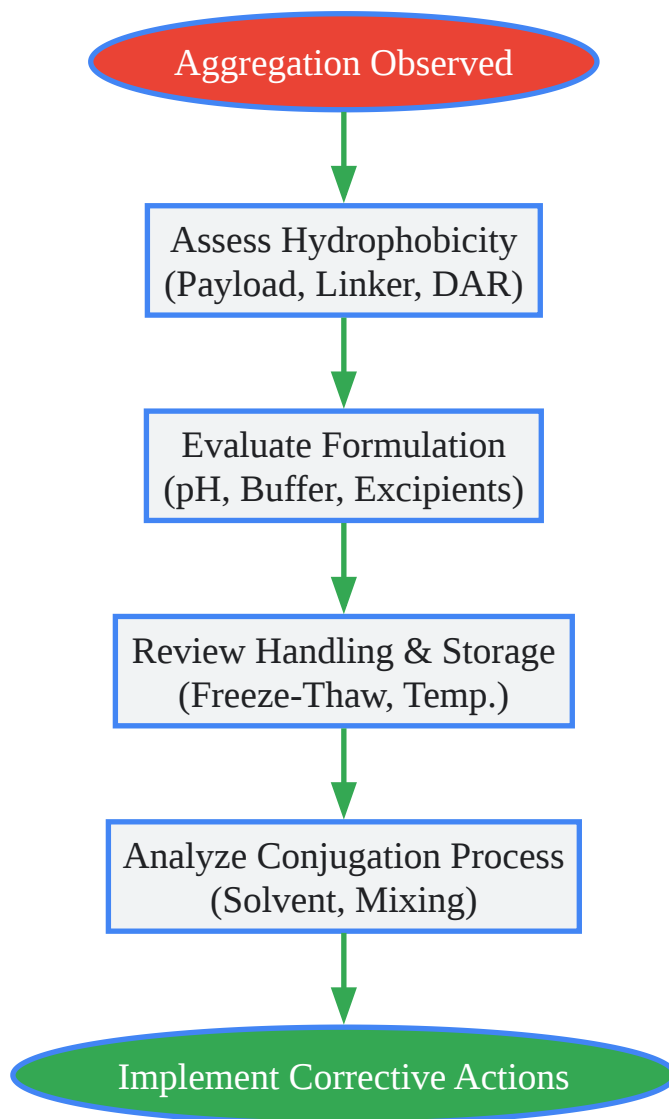 Aggregation Observed
Assess Hydrophobicity
(Payload, Linker, DAR)
Evaluate Formulation
(pH, Buffer, Excipients)
Review Handling & Storage
(Freeze-Thaw, Temp.)
Analyze Conjugation Process
(Solvent, Mixing)
Implement Corrective Actions